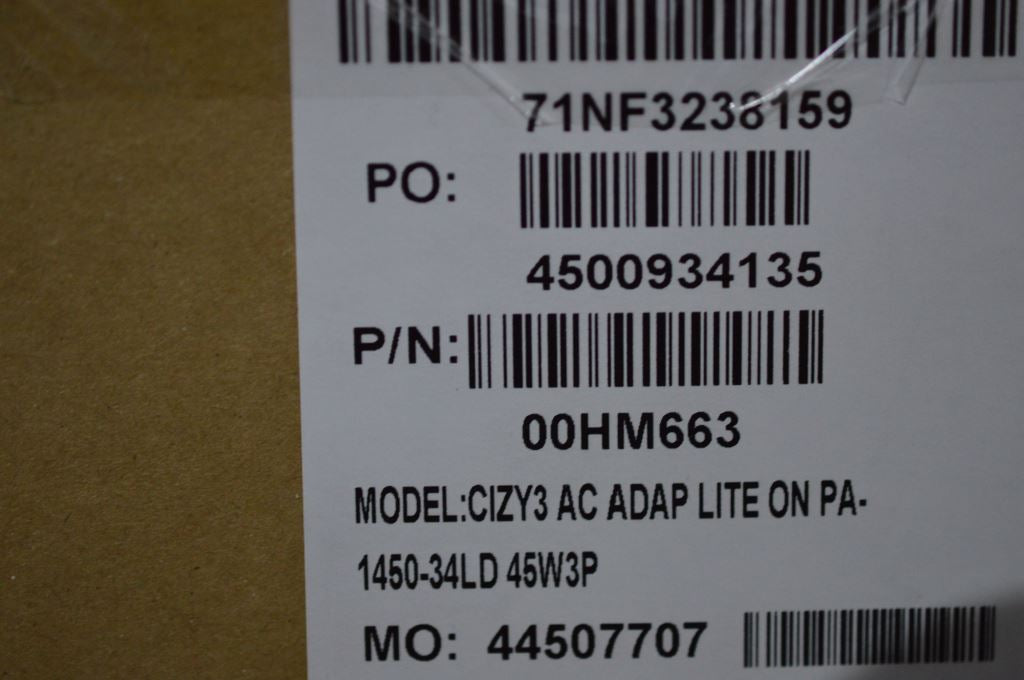 71NF3238159
PO:
4500934135
P/N:
00HM663
MODEL:CIZY3 AC ADAP LITE ON PA-
1450-34LD 45W3P
MO: 44507707